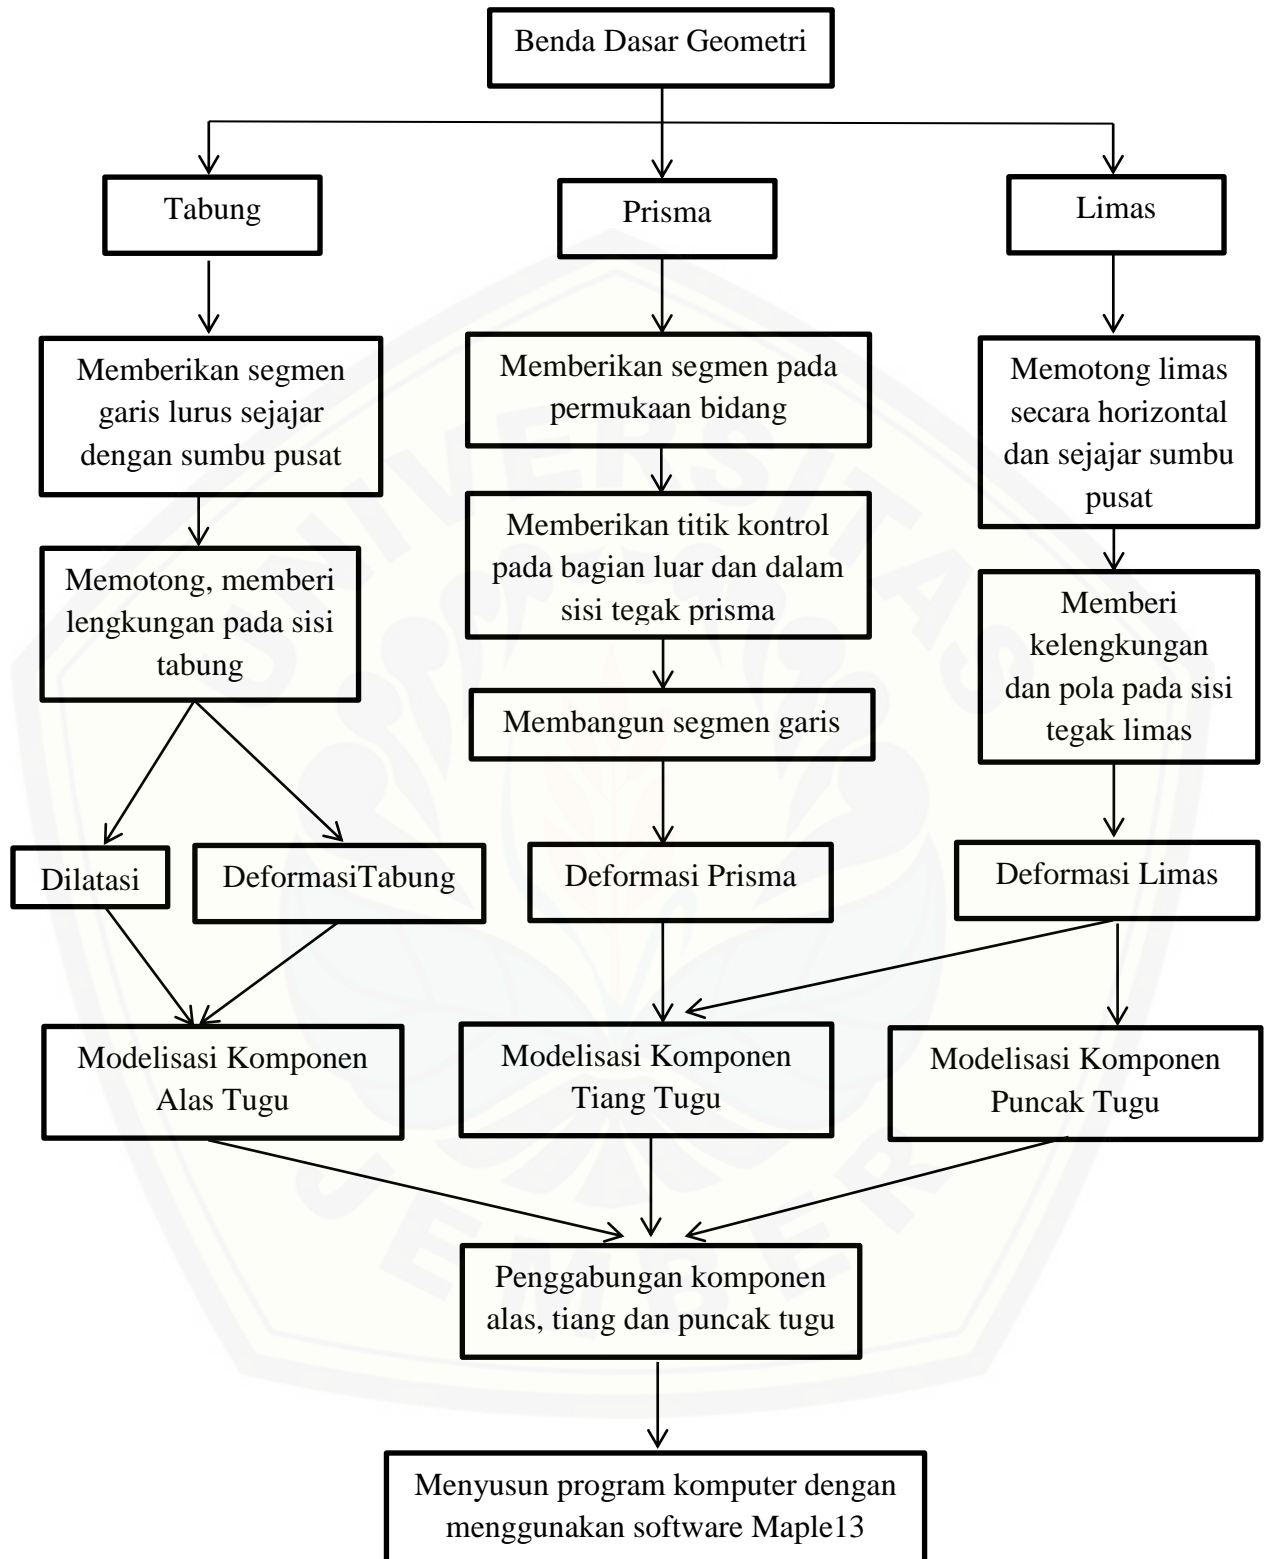 Benda Dasar Geometri
Tabung
Prisma
Limas
Memberikan segmen
garis lurus sejajar
dengan sumbu pusat
Memberikan segmen pada
permukaan bidang
Memotong limas
secara horizontal
dan sejajar sumbu
pusat
Memberikan titik kontrol
pada bagian luar dan dalam
sisi tegak prisma
Memotong, memberi
lengkungan pada sisi
tabung
Memberi
kelengkungan
dan pola pada sisi
tegak limas
Membangun segmen garis
Dilatasi
DeformasiTabung
Deformasi Prisma
Deformasi Limas
Modelisasi Komponen
Alas Tugu
Modelisasi Komponen
Tiang Tugu
Modelisasi Komponen
Puncak Tugu
Penggabungan komponen
alas, tiang dan puncak tugu
Menyusun program komputer dengan
menggunakan software Maple13
UNIVERSITAS
JEMBER